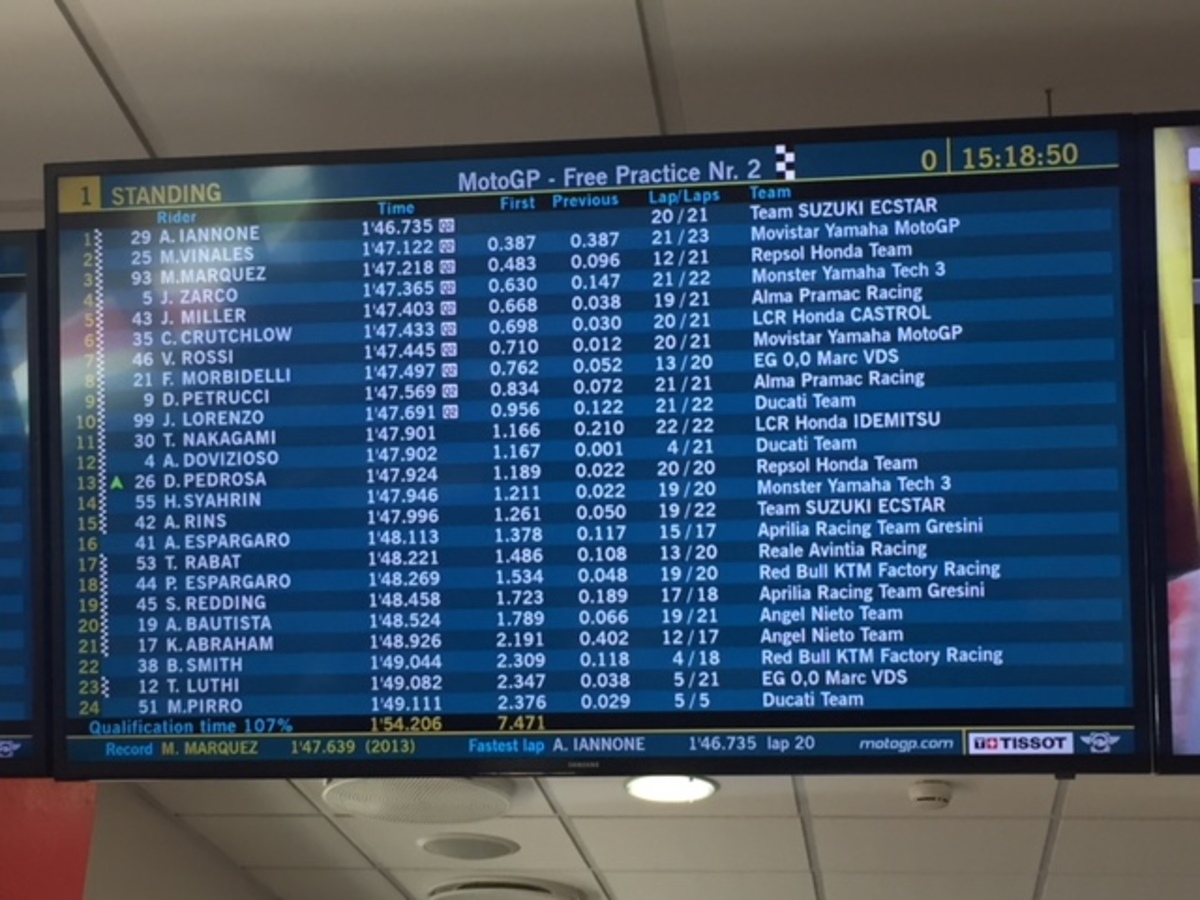 1 STANDING MotoGP - Free Practice Nr. 2 0 15:18:50
Rider Time First Previous Lap/Laps Team
1 29 A. IANNONE 1'46.735 Q2 20/21 Team SUZUKI ECSTAR
2 25 M.VINALES 1'47.122 Q2 0.387 0.387 21/23 Movistar Yamaha MotoGP
3 93 M.MARQUEZ 1'47.218 Q2 0.483 0.096 12/21 Repsol Honda Team
4 5 J. ZARCO 1'47.365 Q2 0.630 0.147 21/22 Monster Yamaha Tech 3
5 43 J. MILLER 1'47.403 Q2 0.668 0.038 19/21 Alma Pramac Racing
6 35 C. CRUTCHLOW 1'47.433 Q2 0.698 0.030 20/21 LCR Honda CASTROL
7 46 V. ROSSI 1'47.445 Q2 0.710 0.012 20/21 Movistar Yamaha MotoGP
8 21 F. MORBIDELLI 1'47.497 Q2 0.762 0.052 13/20 EG 0,0 Marc VDS
9 9 D.PETRUCCI 1'47.569 Q2 0.834 0.072 21/21 Alma Pramac Racing
10 99 J. LORENZO 1'47.691 Q2 0.956 0.122 21/22 Ducati Team
11 30 T. NAKAGAMI 1'47.901 1.166 0.210 22/22 LCR Honda IDEMITSU
12 4 A. DOVIZIOSO 1'47.902 1.167 0.001 4/21 Ducati Team
13 26 D.PEDROSA 1'47.924 1.189 0.022 20/20 Repsol Honda Team
14 55 H.SYAHRIN 1'47.946 1.211 0.022 19/20 Monster Yamaha Tech 3
15 42 A. RINS 1'47.996 1.261 0.050 19/22 Team SUZUKI ECSTAR
16 41 A. ESPARGARO 1'48.113 1.378 0.117 15/17 Aprilia Racing Team Gresini
17 53 T. RABAT 1'48.221 1.486 0.108 13/20 Reale Avintia Racing
18 44 P. ESPARGARO 1'48.269 1.534 0.048 19/20 Red Bull KTM Factory Racing
19 45 S. REDDING 1'48.458 1.723 0.189 17/18 Aprilia Racing Team Gresini
20 19 A. BAUTISTA 1'48.524 1.789 0.066 19/21 Angel Nieto Team
21 17 K. ABRAHAM 1'48.926 2.191 0.402 12/17 Angel Nieto Team
22 38 B. SMITH 1'49.044 2.309 0.118 4/18 Red Bull KTM Factory Racing
23 12 T. LUTHI 1'49.082 2.347 0.038 5/21 EG 0,0 Marc VDS
24 51 M.PIRRO 1'49.111 2.376 0.029 5/5 Ducati Team
Qualification time 107% 1'54.206 7.471
Record M. MARQUEZ 1'47.639 (2013) Fastest lap A. IANNONE 1'46.735 lap 20 motogp.com TISSOT